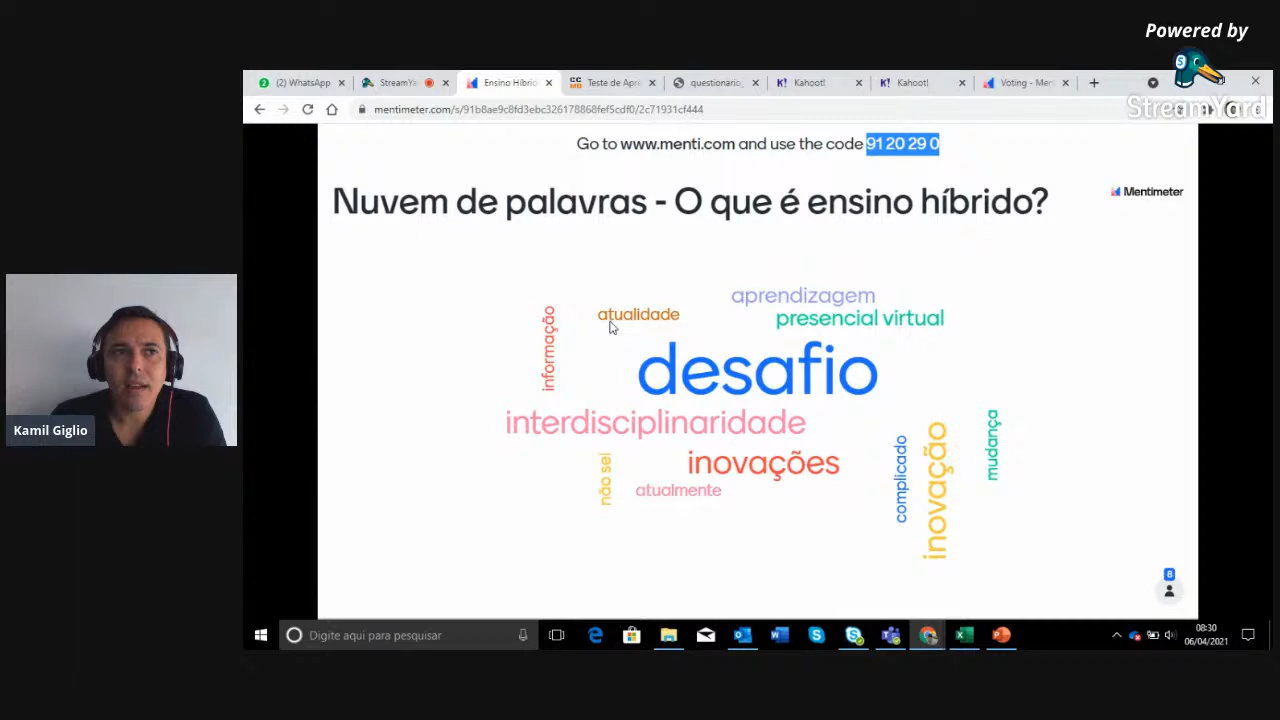 Powered by
StreamYard
(2) WhatsApp
StreamYa
Ensino Híbrid
Teste de Apre
questionario_
Kahoot!
Kahoot!
Voting - Men
mentimeter.com/s/91b8ae9c8fd3ebc326178868fef5cdf0/2c71931cf444
Go to www.menti.com and use the code 91 20 29 0
Nuvem de palavras - O que é ensino híbrido?
Mentimeter
aprendizagem
informação
atualidade
presencial virtual
desafio
interdisciplinaridade
mudança
inovações
complicado
inovação
não sei
atualmente
8
Kamil Giglio
Digite aqui para pesquisar
08:30
06/04/2021